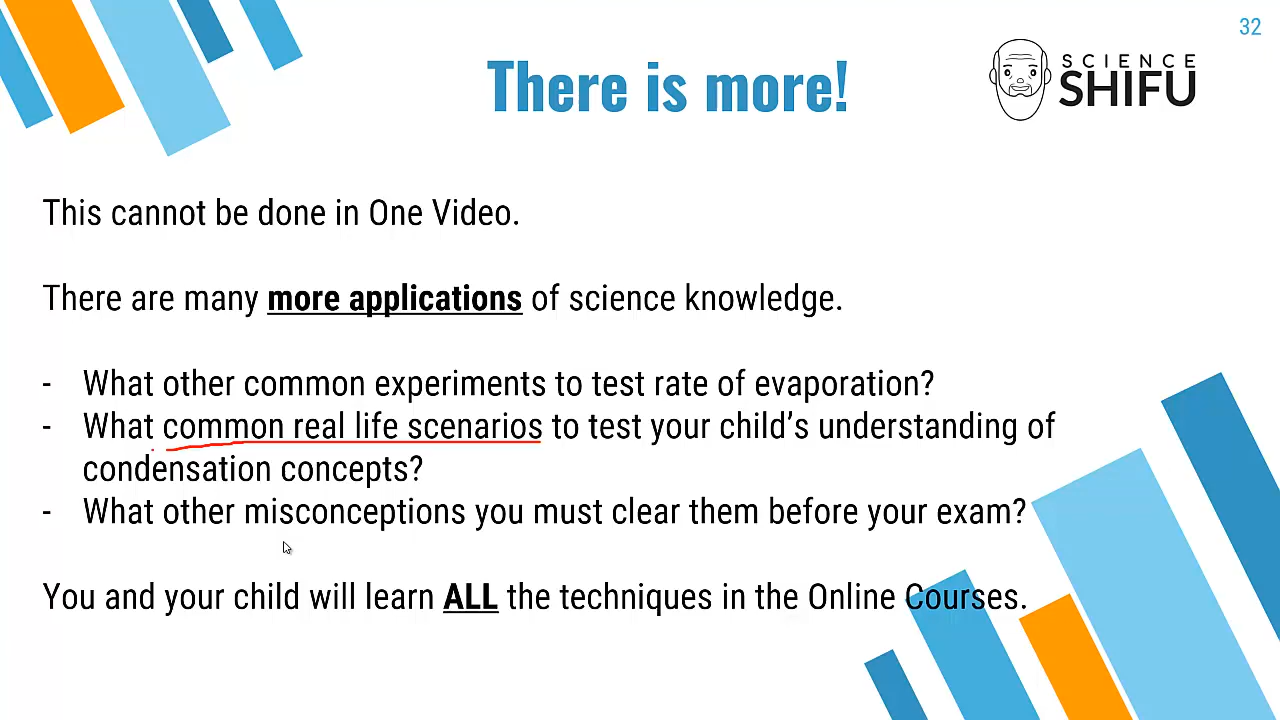 32
There is more!
SCIENCE
SHIFU
This cannot be done in One Video.
There are many more applications of science knowledge.
- What other common experiments to test rate of evaporation?
- What common real life scenarios to test your child’s understanding of
condensation concepts?
- What other misconceptions you must clear them before your exam?
You and your child will learn ALL the techniques in the Online Courses.